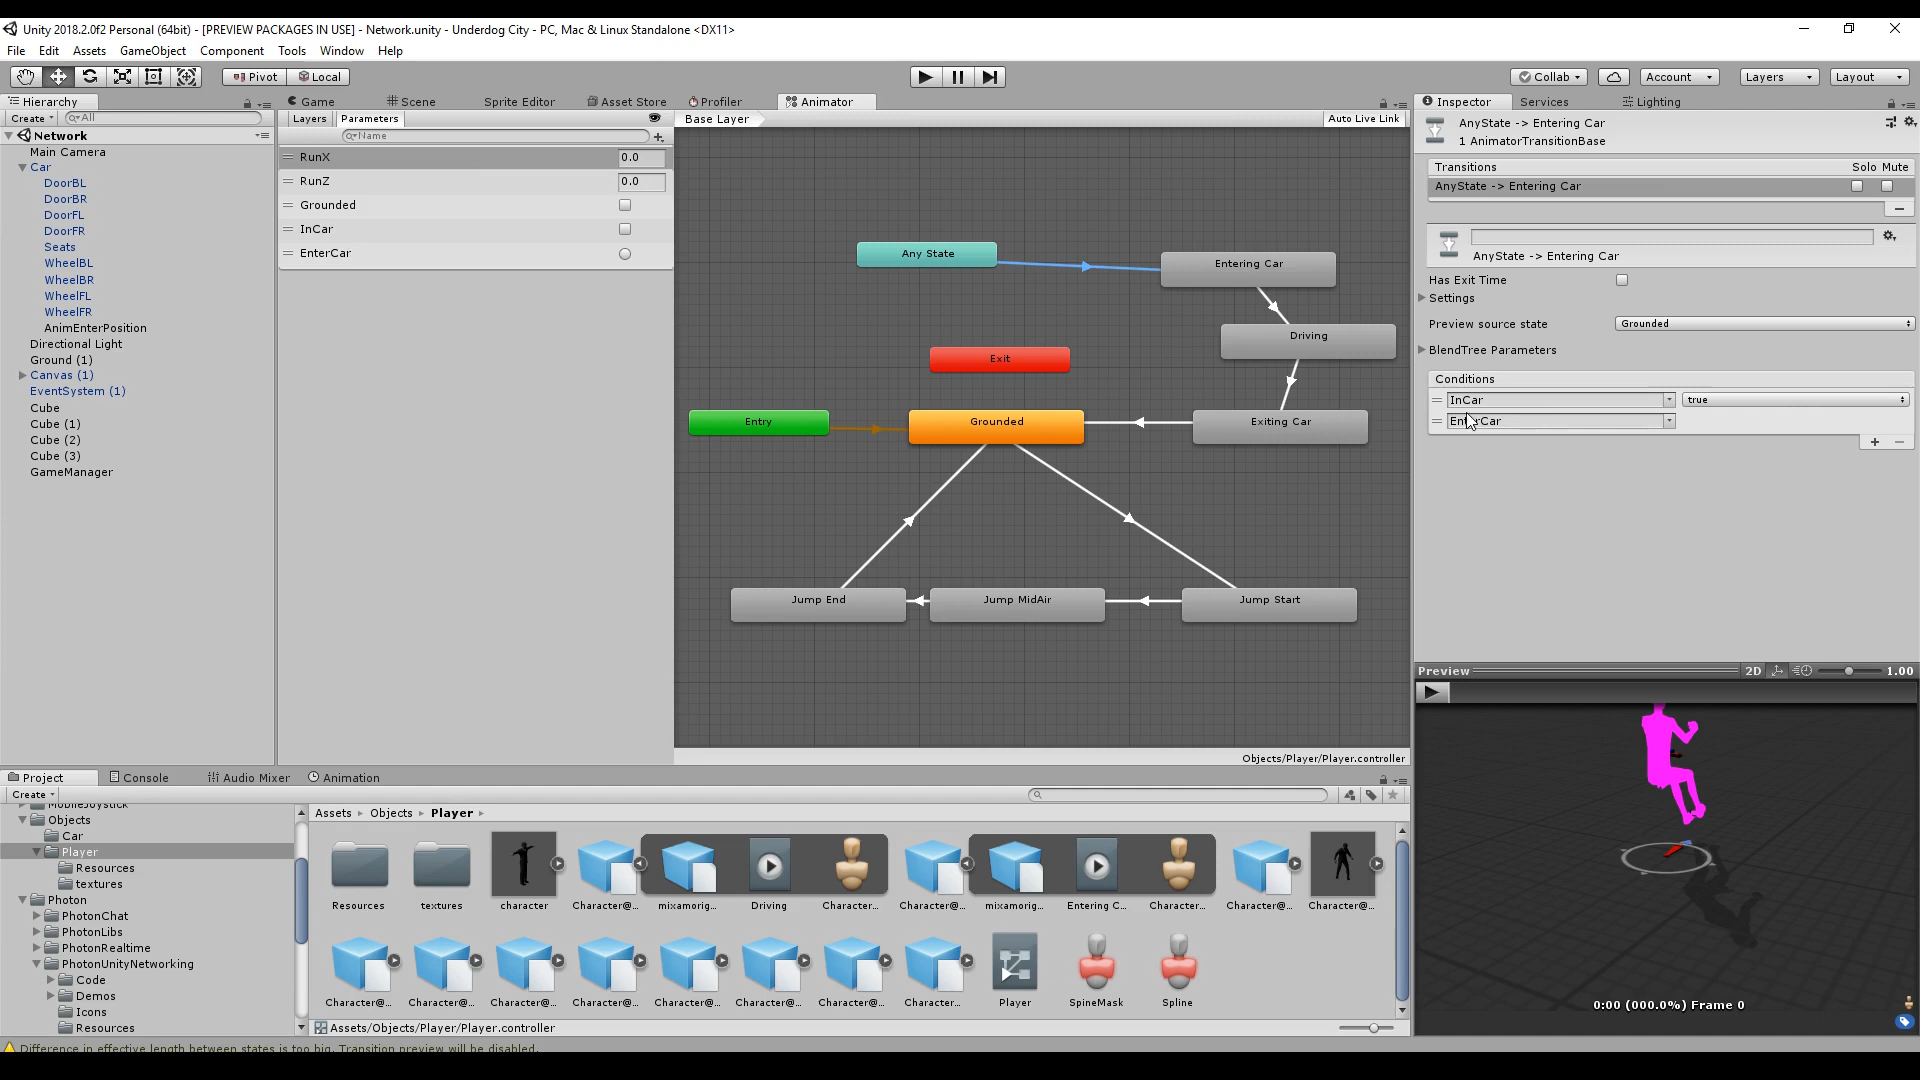 Unity 2018.2.0f2 Personal (64bit) - [PREVIEW PACKAGES IN USE] - Network.unity - Underdog City - PC, Mac & Linux Standalone <DX11>
File Edit Assets GameObject Component Tools Window Help
Pivot Local Collab Account Layers Layout
Hierarchy Game Scene Sprite Editor Asset Store Profiler Animator Inspector Services Lighting
Create All
Layers Parameters
Base Layer
Auto Live Link
Network
Main Camera
Car
DoorBL
DoorBR
DoorFL
DoorFR
Seats
WheelBL
WheelBR
WheelFL
WheelFR
AnimEnterPosition
Directional Light
Ground (1)
Canvas (1)
EventSystem (1)
Cube
Cube (1)
Cube (2)
Cube (3)
GameManager
Name
RunX 0.0
RunZ 0.0
Grounded
InCar
EnterCar
Any State
Entering Car
Driving
Exit
Entry
Grounded
Exiting Car
Jump End
Jump MidAir
Jump Start
Objects/Player/Player.controller
AnyState -> Entering Car
1 AnimatorTransitionBase
Transitions Solo Mute
AnyState -> Entering Car
AnyState -> Entering Car
Has Exit Time
Settings
Preview source state Grounded
BlendTree Parameters
Conditions
InCar true
EnterCar
Preview 2D 1.00
0:00 (000.0%) Frame 0
Project Console Audio Mixer Animation
Create
MobileJoystick
Objects
Car
Player
Resources
textures
Photon
PhotonChat
PhotonLibs
PhotonRealtime
PhotonUnityNetworking
Code
Demos
Icons
Resources
Assets Objects Player
Resources textures character Character@... mixamorig... Driving Character... Character@... mixamorig... Entering C... Character... Character@... Character@...
Character@... Character@... Character@... Character@... Character@... Character@... Character@... Character... Player SpineMask Spline
Assets/Objects/Player/Player.controller
Difference in effective length between states is too big. Transition preview will be disabled.